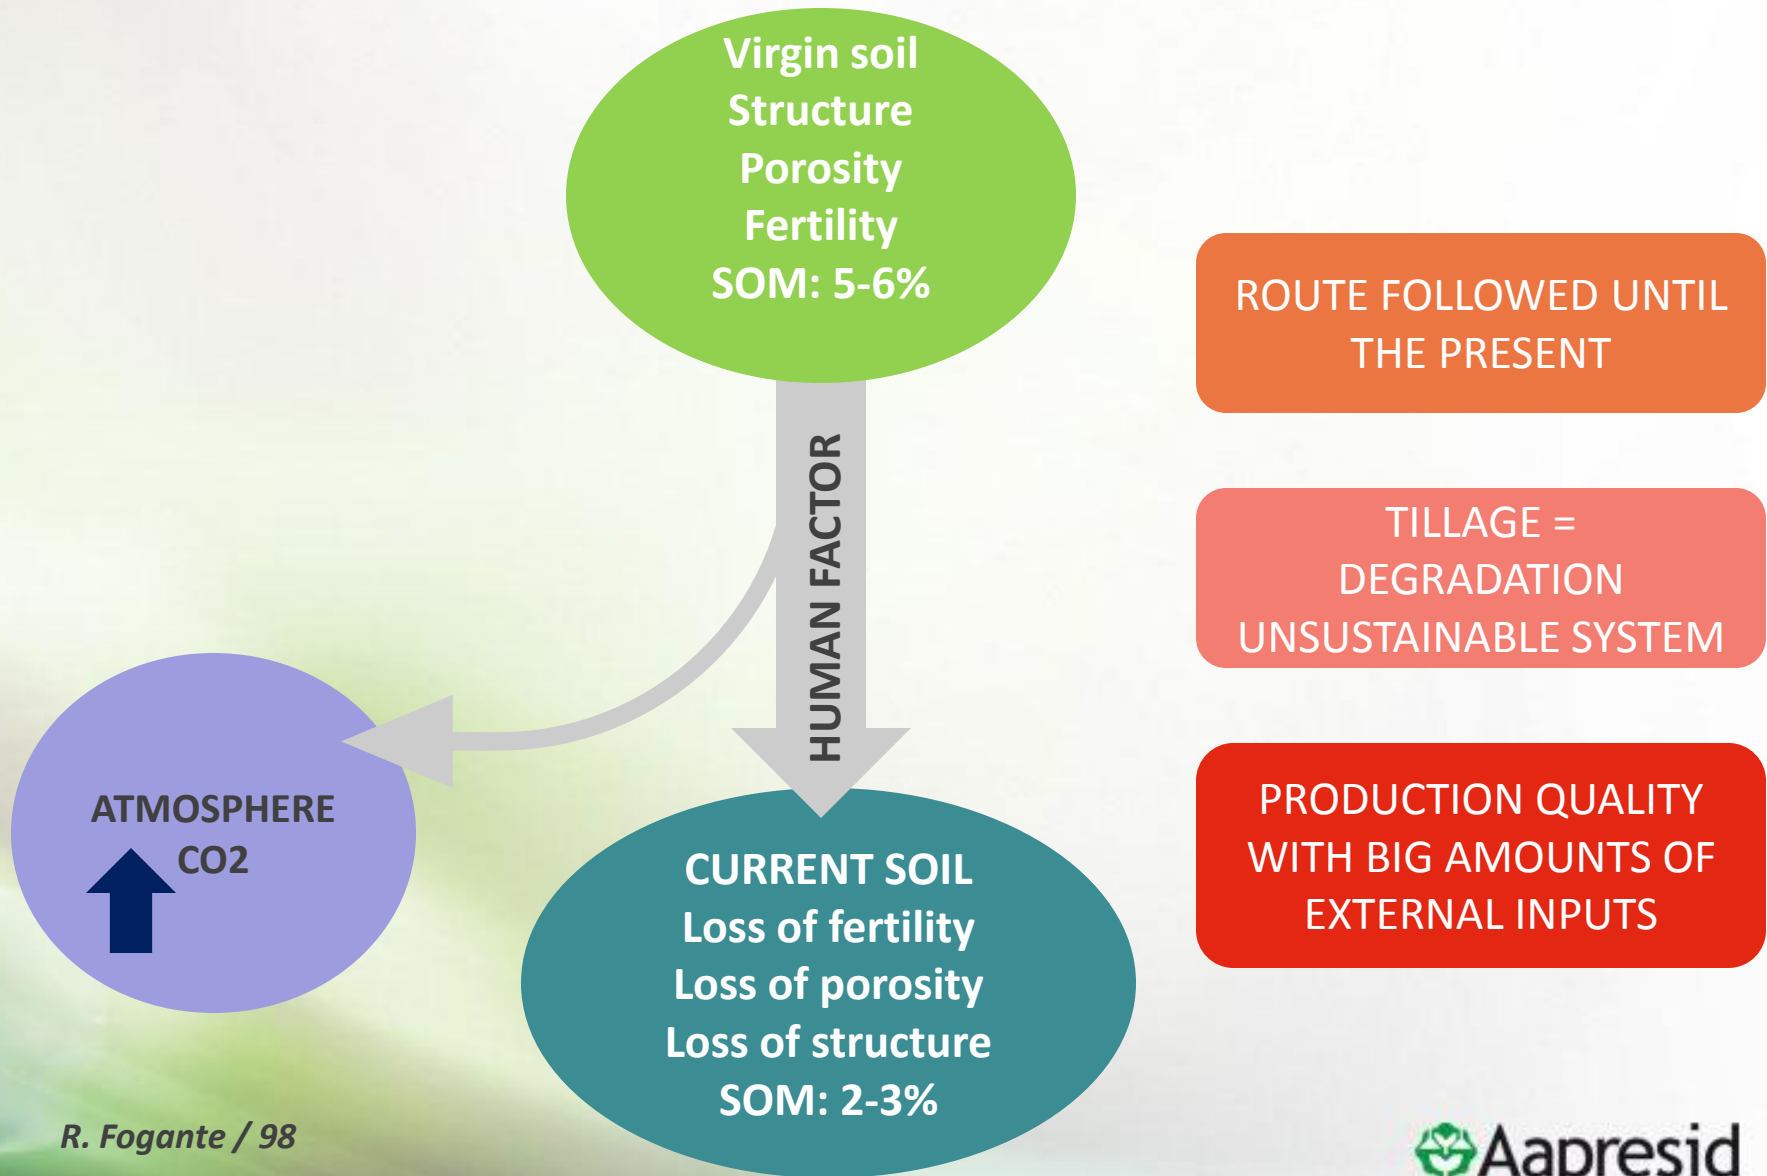 Virgin soil
Structure
Porosity
Fertility
SOM: 5-6%
HUMAN FACTOR
ATMOSPHERE
CO2
CURRENT SOIL
Loss of fertility
Loss of porosity
Loss of structure
SOM: 2-3%
ROUTE FOLLOWED UNTIL
THE PRESENT
TILLAGE =
DEGRADATION
UNSUSTAINABLE SYSTEM
PRODUCTION QUALITY
WITH BIG AMOUNTS OF
EXTERNAL INPUTS
R. Fogante / 98
Aapresid